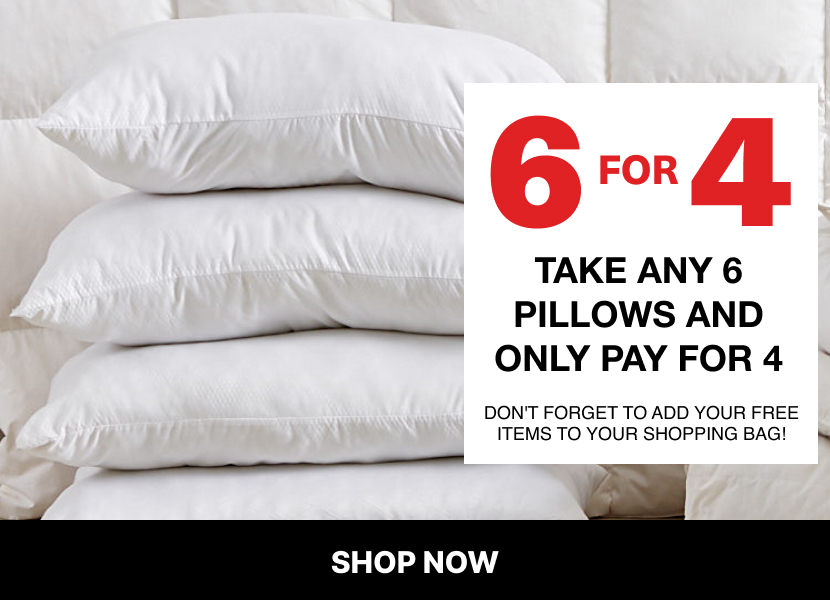 6 FOR 4
TAKE ANY 6
PILLOWS AND
ONLY PAY FOR 4
DON'T FORGET TO ADD YOUR FREE
ITEMS TO YOUR SHOPPING BAG!
SHOP NOW